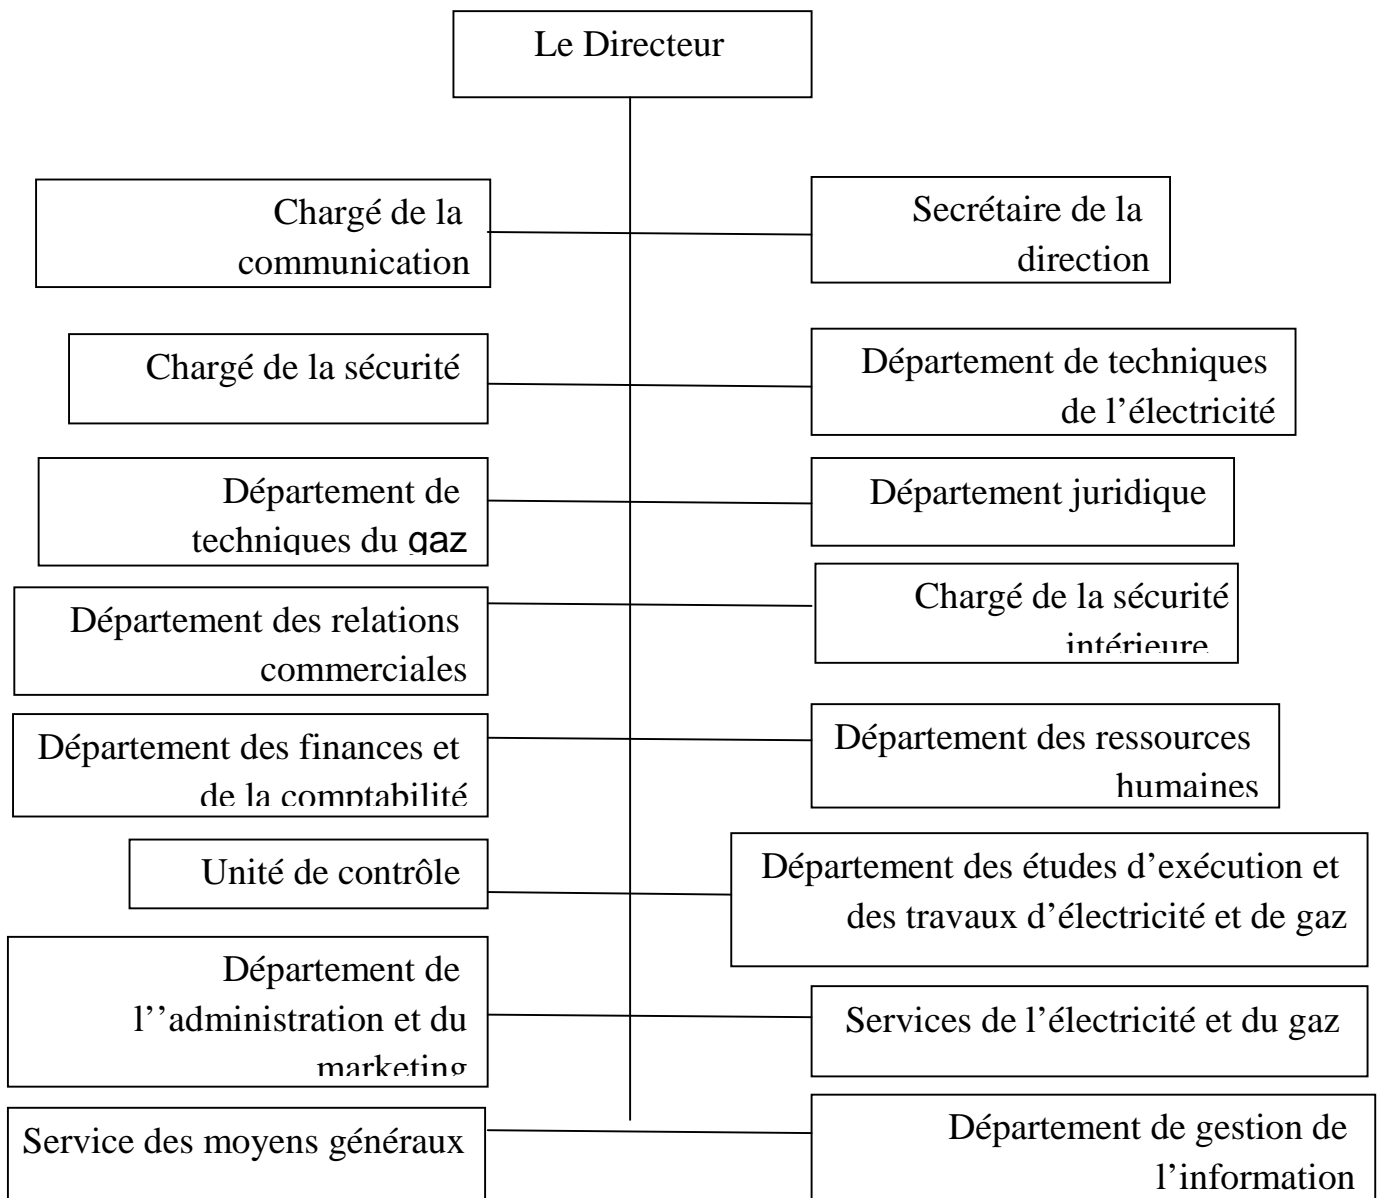 Le Directeur
Chargé de la
communication
Secrétaire de la
direction
Chargé de la sécurité
Département de techniques
de l’électricité
Département de
techniques du gaz
Département juridique
Chargé de la sécurité
intérieure
Département des relations
commerciales
Département des finances et
de la comptabilité
Département des ressources
humaines
Unité de contrôle
Département des études d’exécution et
des travaux d’électricité et de gaz
Département de
l’’administration et du
marketing
Services de l’électricité et du gaz
Service des moyens généraux
Département de gestion de
l’information